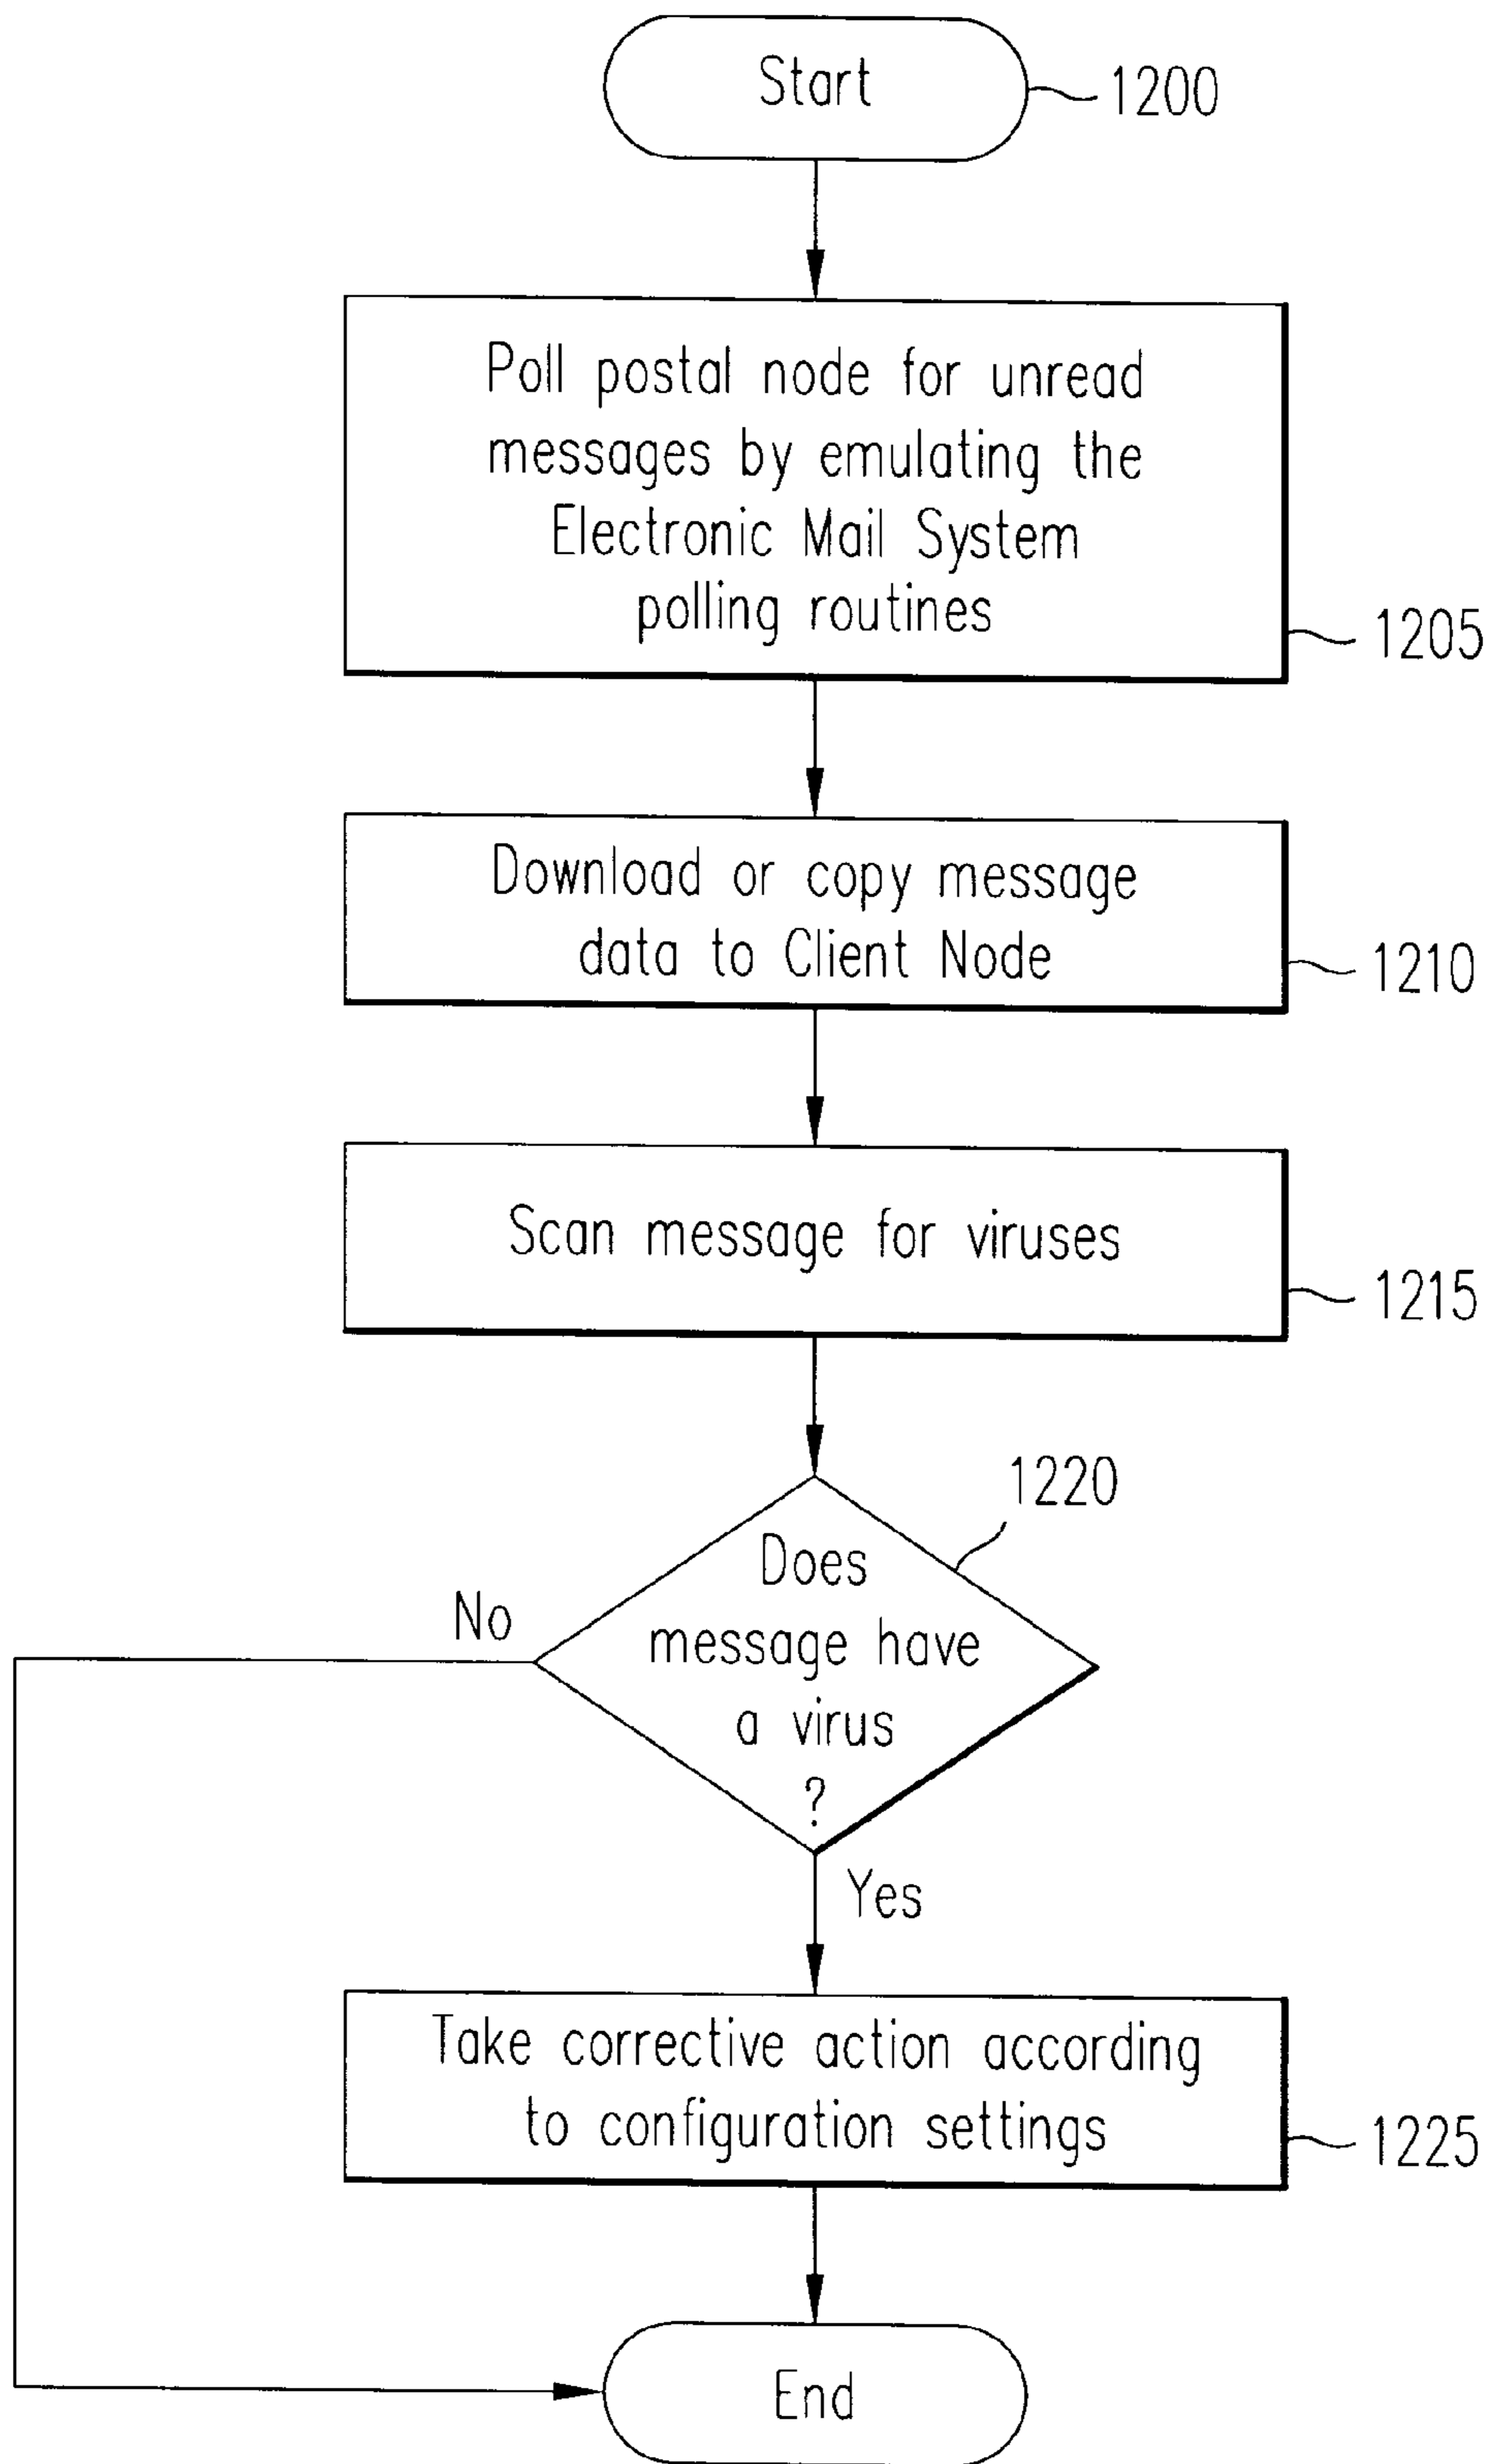 Start
1200
Poll postal node for unread
messages by emulating the
Electronic Mail System
polling routines
1205
Download or copy message
data to Client Node
1210
Scan message for viruses
1215
1220
Does
message have
a virus
?
No
Yes
Take corrective action according
to configuration settings
1225
End